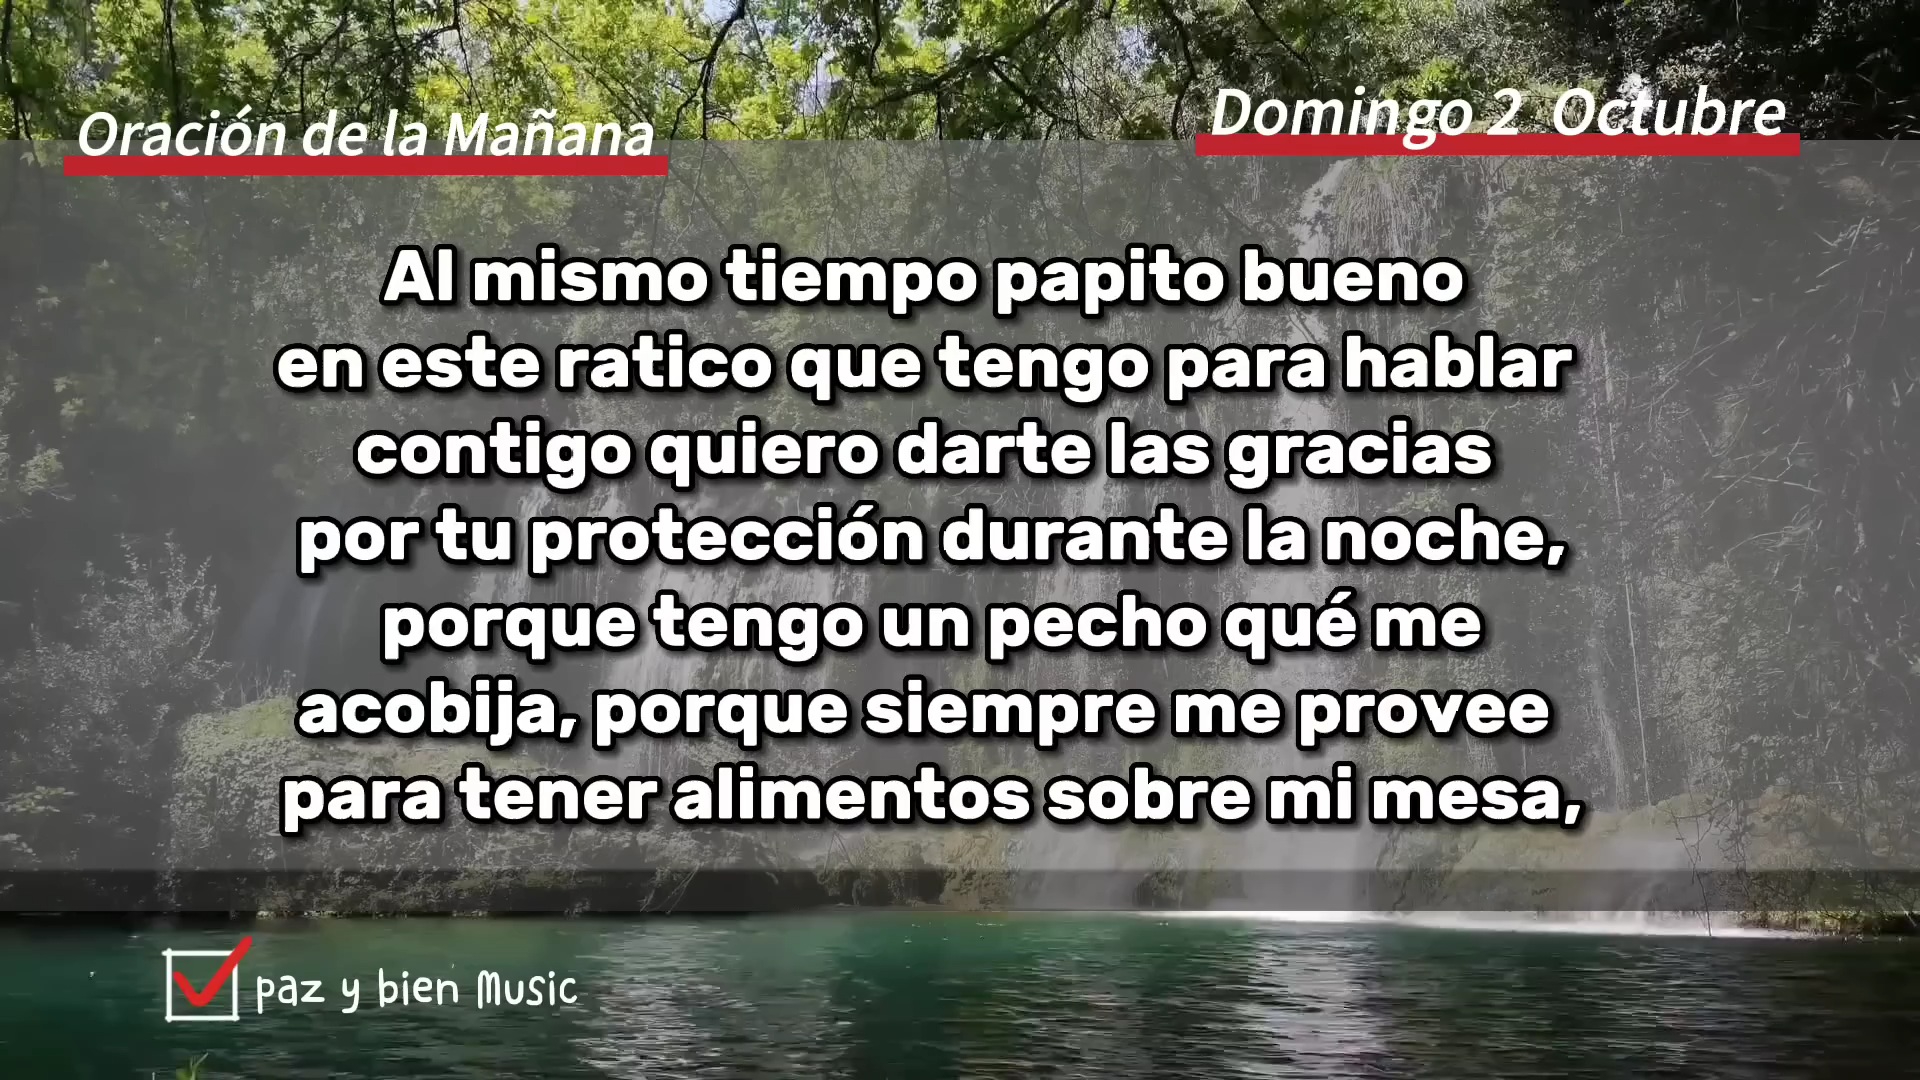 Oración de la Mañana
Domingo 2 Octubre
Al mismo tiempo papito bueno
en este ratico que tengo para hablar
contigo quiero darte las gracias
por tu protección durante la noche,
porque tengo un pecho qué me
acobija, porque siempre me provee
para tener alimentos sobre mi mesa,
paz y bien Music